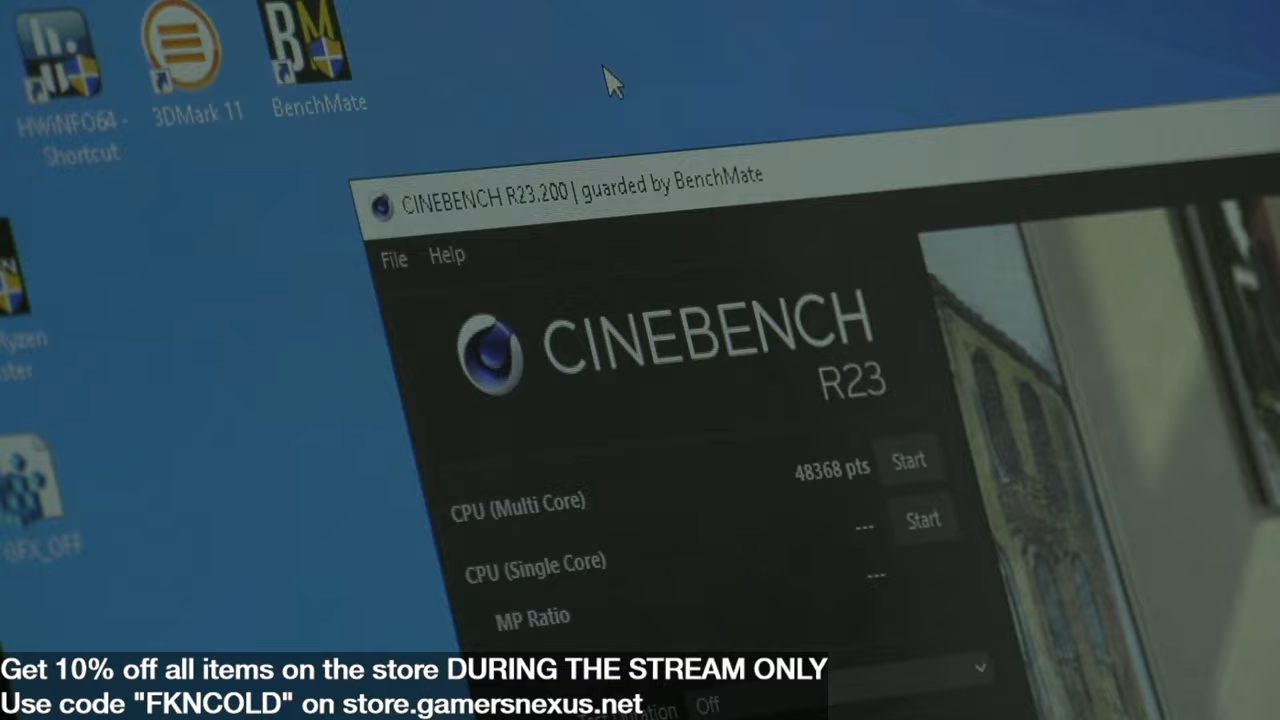 HWiNFO64 -
Shortcut
3DMark 11
BenchMate
CINEBENCH R23.200 | guarded by BenchMate
File Help
CINEBENCH
R23
48368 pts Start
CPU (Multi Core)
--- Start
CPU (Single Core)
---
MP Ratio
Ryzen
GFX_OFF
Off
Get 10% off all items on the store DURING THE STREAM ONLY
Use code "FKNCOLD" on store.gamersnexus.net